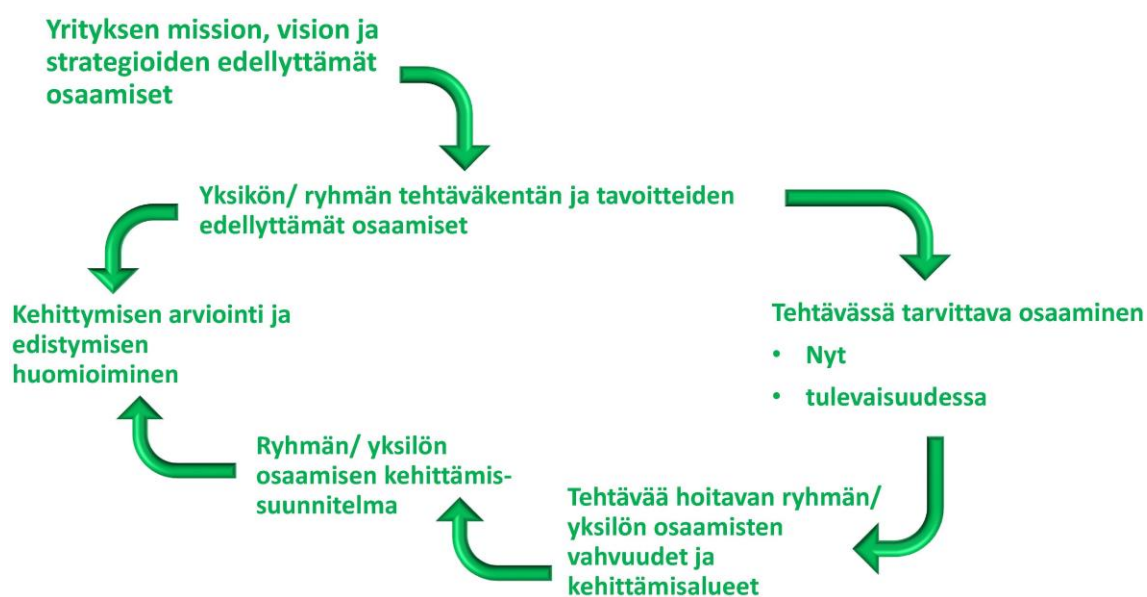 Yrityksen mission, vision ja
strategioiden edellyttämät
osaamiset
Yksikön/ ryhmän tehtäväkentän ja tavoitteiden
edellyttämät osaamiset
Tehtävässä tarvittava osaaminen
• Nyt
• tulevaisuudessa
Tehtävää hoitavan ryhmän/
yksilön osaamisten
vahvuudet ja
kehittämisalueet
Ryhmän/ yksilön
osaamisen kehittämis-
suunnitelma
Kehittymisen arviointi ja
edistymisen
huomioiminen